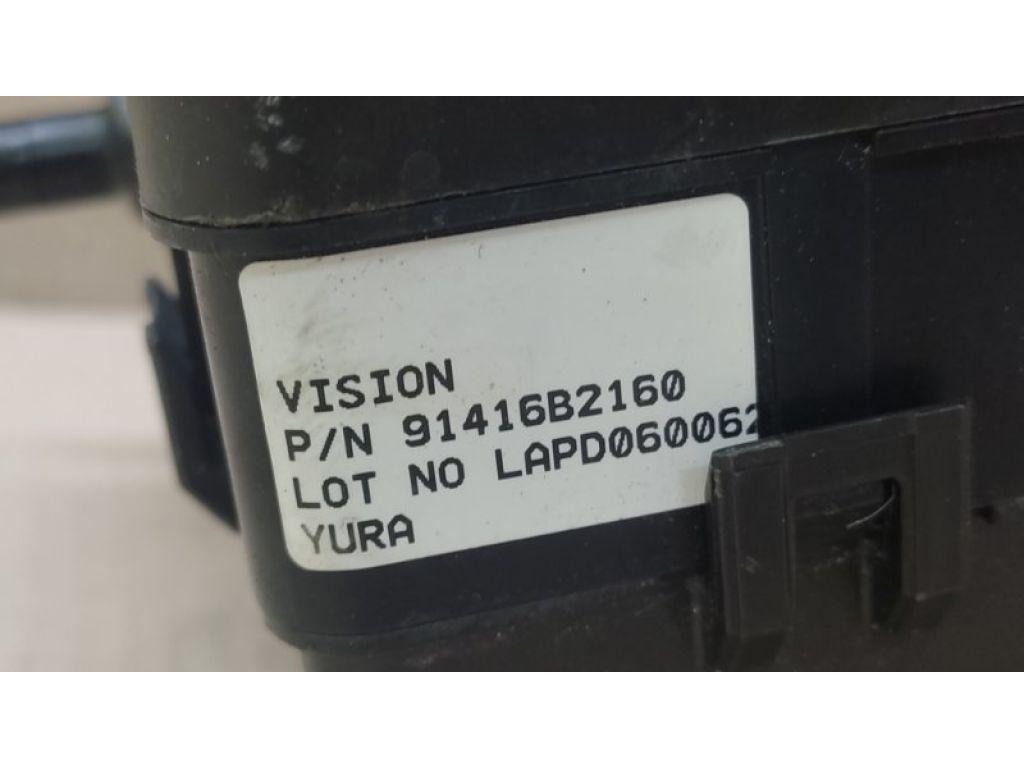 VISION
P/N 91416B2160
LOT NO LAPD060062
YURA